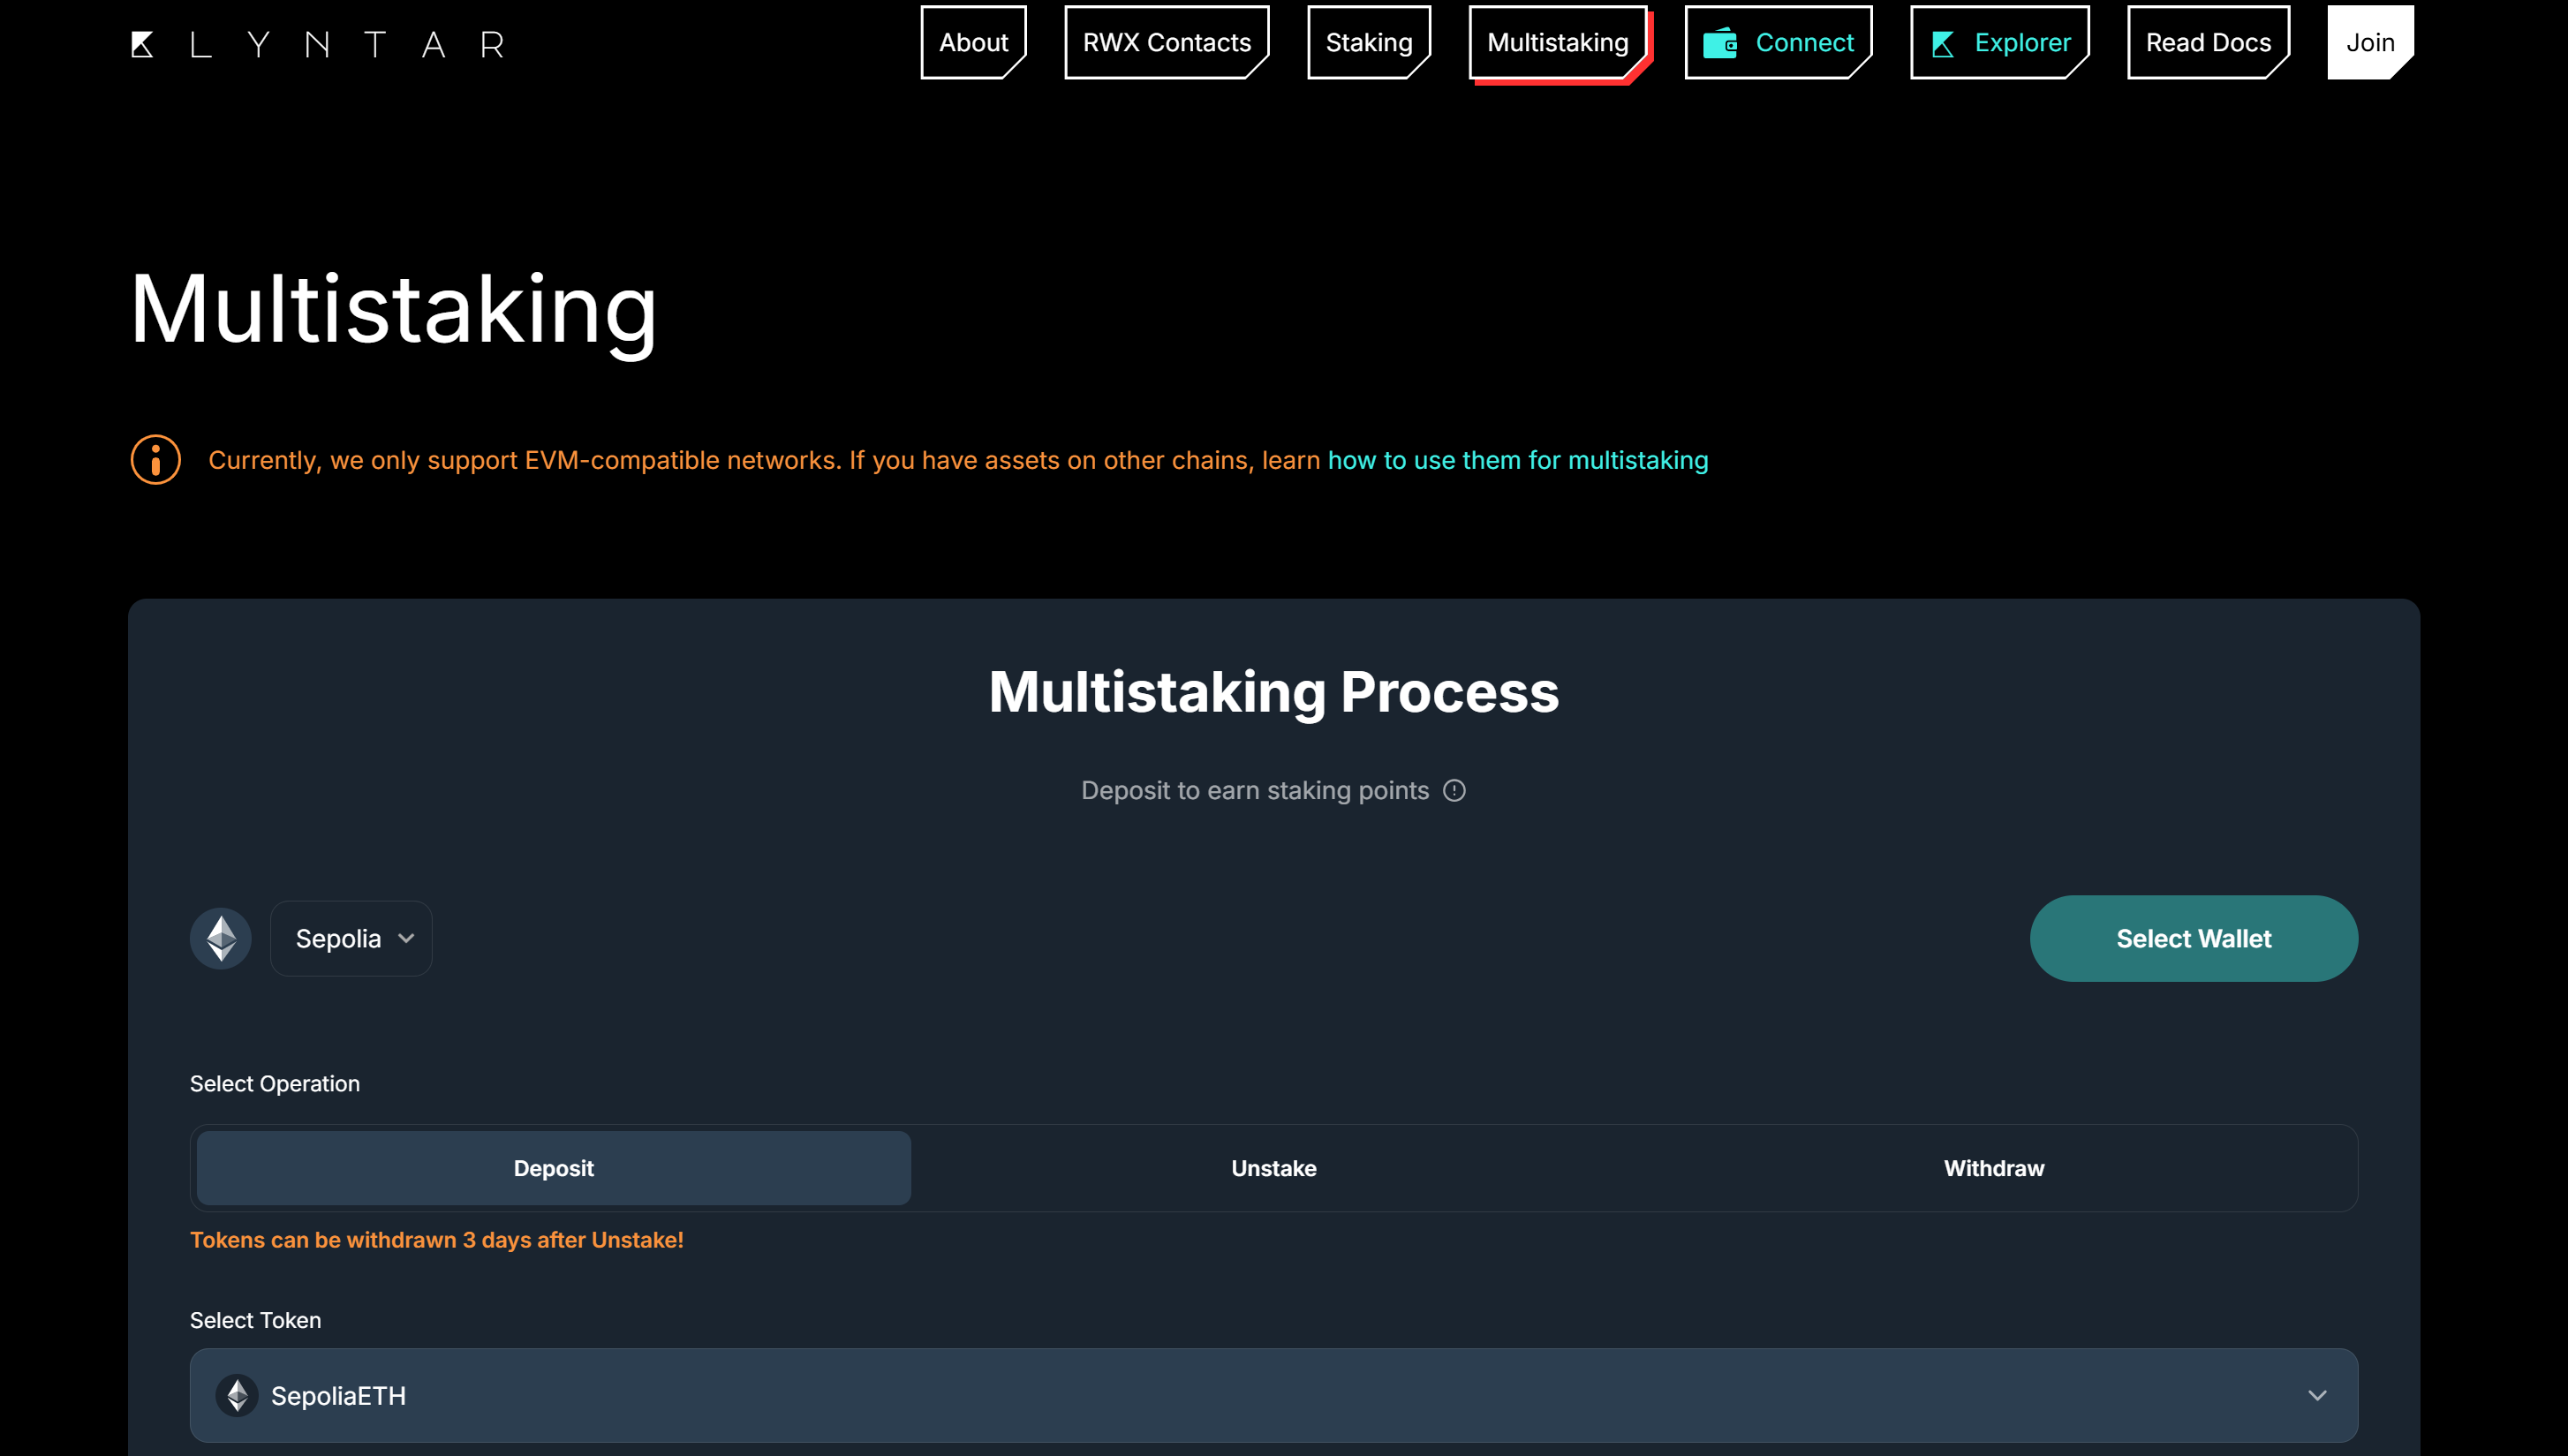 KLYNTAR
About
RWX Contacts
Staking
Multistaking
Connect
Explorer
Read Docs
Join
Multistaking
Currently, we only support EVM-compatible networks. If you have assets on other chains, learn how to use them for multistaking
Multistaking Process
Deposit to earn staking points
Sepolia
Select Wallet
Select Operation
Deposit
Unstake
Withdraw
Tokens can be withdrawn 3 days after Unstake!
Select Token
SepoliaETH